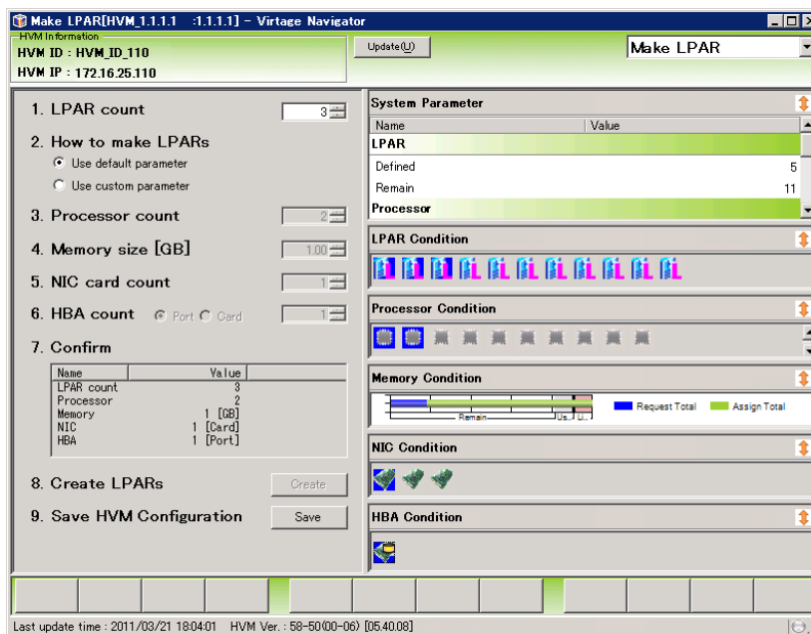 Make LPAR[HVM_1.1.1.1 :1.1.1.1] - Virtage Navigator
HVM Information
HVM ID : HVM_ID_110
HVM IP : 172.16.25.110
Update(U)
Make LPAR
1. LPAR count 3
2. How to make LPARs
Use default parameter
Use custom parameter
3. Processor count 2
4. Memory size [GB] 1.00
5. NIC card count 1
6. HBA count Port Card 1
7. Confirm
Name Value
LPAR count 3
Processor 2
Memory 1 [GB]
NIC 1 [Card]
HBA 1 [Port]
8. Create LPARs Create
9. Save HVM Configuration Save
System Parameter
Name Value
LPAR
Defined 5
Remain 11
Processor
LPAR Condition
Processor Condition
Memory Condition
Remain Us.. U..
Request Total Assign Total
NIC Condition
HBA Condition
Last update time : 2011/03/21 18:04:01 HVM Ver. : 58-50(00-06) [05.40.08]